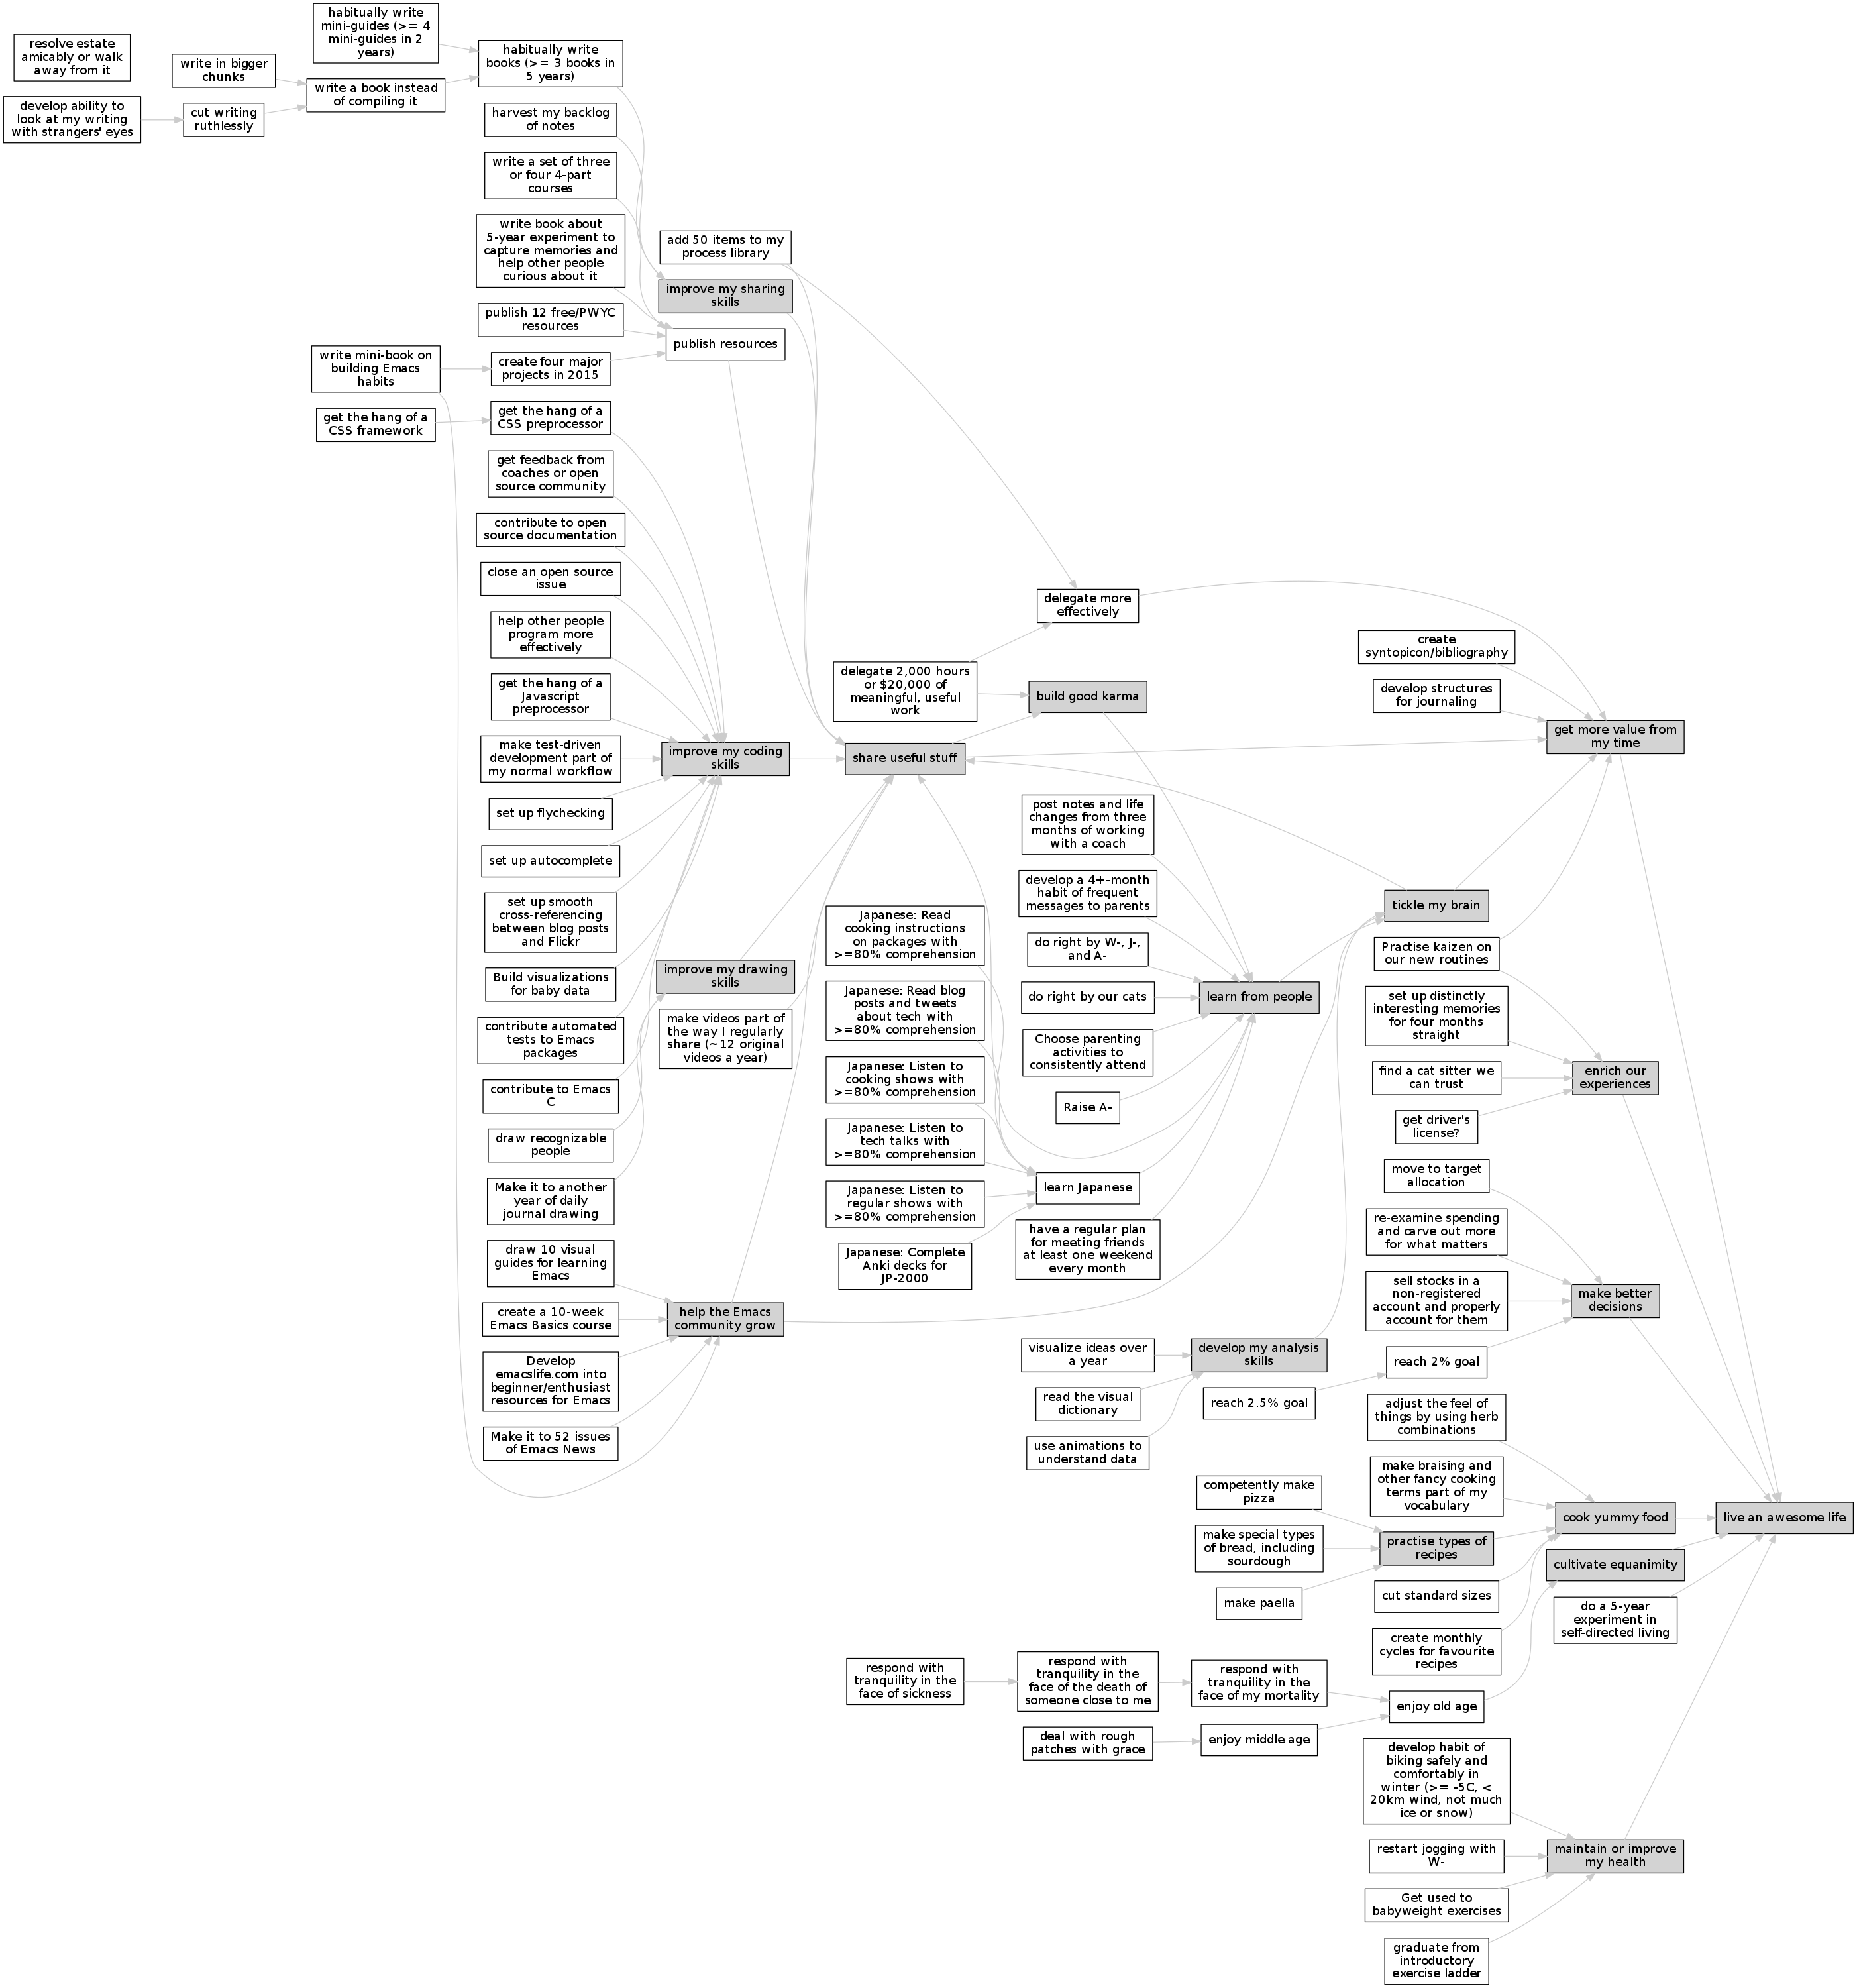 resolve estate
amicably or walk
away from it
develop ability to
look at my writing
with strangers' eyes
write in bigger
chunks
cut writing
ruthlessly
habitually write
mini-guides (>= 4
mini-guides in 2
years)
write a book instead
of compiling it
habitually write
books (>= 3 books in
5 years)
harvest my backlog
of notes
write a set of three
or four 4-part
courses
write book about
5-year experiment to
capture memories and
help other people
curious about it
publish 12 free/PWYC
resources
write mini-book on
building Emacs
habits
create four major
projects in 2015
get the hang of a
CSS framework
get the hang of a
CSS preprocessor
get feedback from
coaches or open
source community
contribute to open
source documentation
close an open source
issue
help other people
program more
effectively
get the hang of a
Javascript
preprocessor
make test-driven
development part of
my normal workflow
set up flychecking
set up autocomplete
set up smooth
cross-referencing
between blog posts
and Flickr
Build visualizations
for baby data
contribute automated
tests to Emacs
packages
contribute to Emacs
C
draw recognizable
people
Make it to another
year of daily
journal drawing
draw 10 visual
guides for learning
Emacs
create a 10-week
Emacs Basics course
Develop
emacslife.com into
beginner/enthusiast
resources for Emacs
Make it to 52 issues
of Emacs News
add 50 items to my
process library
improve my sharing
skills
publish resources
improve my coding
skills
improve my drawing
skills
make videos part of
the way I regularly
share (~12 original
videos a year)
help the Emacs
community grow
delegate 2,000 hours
or $20,000 of
meaningful, useful
work
share useful stuff
Japanese: Read
cooking instructions
on packages with
>=80% comprehension
Japanese: Read blog
posts and tweets
about tech with
>=80% comprehension
Japanese: Listen to
cooking shows with
>=80% comprehension
Japanese: Listen to
tech talks with
>=80% comprehension
Japanese: Listen to
regular shows with
>=80% comprehension
Japanese: Complete
Anki decks for
JP-2000
respond with
tranquility in the
face of sickness
delegate more
effectively
build good karma
post notes and life
changes from three
months of working
with a coach
develop a 4+-month
habit of frequent
messages to parents
do right by W-, J-,
and A-
do right by our cats
Choose parenting
activities to
consistently attend
Raise A-
learn Japanese
have a regular plan
for meeting friends
at least one weekend
every month
visualize ideas over
a year
read the visual
dictionary
use animations to
understand data
respond with
tranquility in the
face of the death of
someone close to me
deal with rough
patches with grace
learn from people
develop my analysis
skills
reach 2.5% goal
competently make
pizza
make special types
of bread, including
sourdough
make paella
respond with
tranquility in the
face of my mortality
enjoy middle age
create
syntopicon/bibliography
develop structures
for journaling
tickle my brain
Practise kaizen on
our new routines
set up distinctly
interesting memories
for four months
straight
find a cat sitter we
can trust
get driver's
license?
move to target
allocation
re-examine spending
and carve out more
for what matters
sell stocks in a
non-registered
account and properly
account for them
reach 2% goal
adjust the feel of
things by using herb
combinations
make braising and
other fancy cooking
terms part of my
vocabulary
practise types of
recipes
cut standard sizes
create monthly
cycles for favourite
recipes
enjoy old age
develop habit of
biking safely and
comfortably in
winter (>= -5C, <
20km wind, not much
ice or snow)
restart jogging with
W-
Get used to
babyweight exercises
graduate from
introductory
exercise ladder
get more value from
my time
enrich our
experiences
make better
decisions
cook yummy food
cultivate equanimity
do a 5-year
experiment in
self-directed living
maintain or improve
my health
live an awesome life